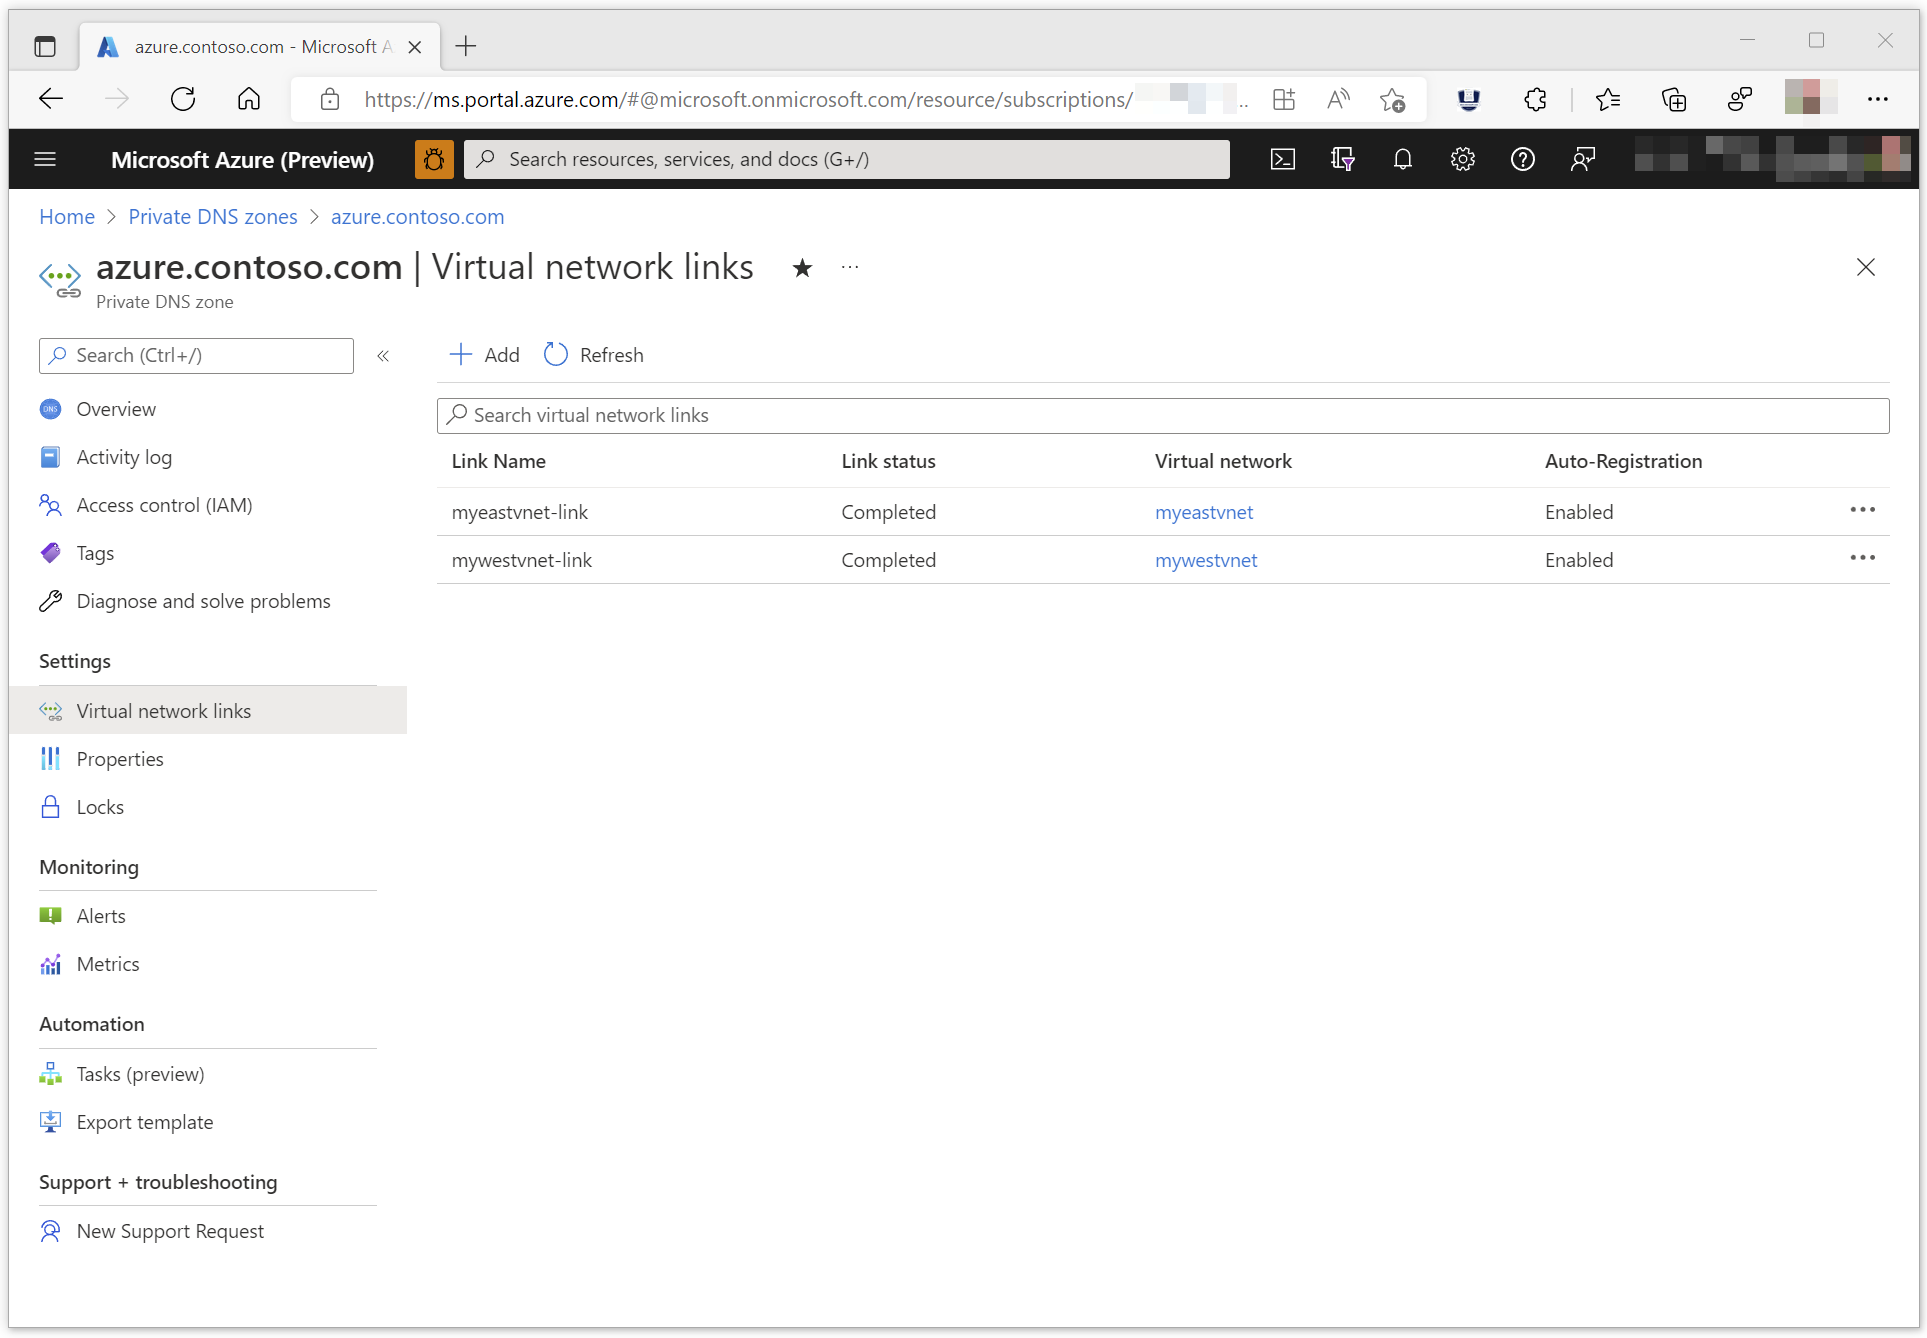 azure.contoso.com - Microsoft A
https://ms.portal.azure.com/#@microsoft.onmicrosoft.com/resource/subscriptions/ ..
Microsoft Azure (Preview)
Search resources, services, and docs (G+/)
Home > Private DNS zones > azure.contoso.com
azure.contoso.com | Virtual network links
Private DNS zone
Search (Ctrl+/)
«
Add
Refresh
DNS
Overview
Activity log
Access control (IAM)
Tags
Diagnose and solve problems
Settings
Virtual network links
Properties
Locks
Monitoring
Alerts
Metrics
Automation
Tasks (preview)
Export template
Support + troubleshooting
New Support Request
Search virtual network links
Link Name Link status Virtual network Auto-Registration
myeastvnet-link Completed myeastvnet Enabled
mywestvnet-link Completed mywestvnet Enabled